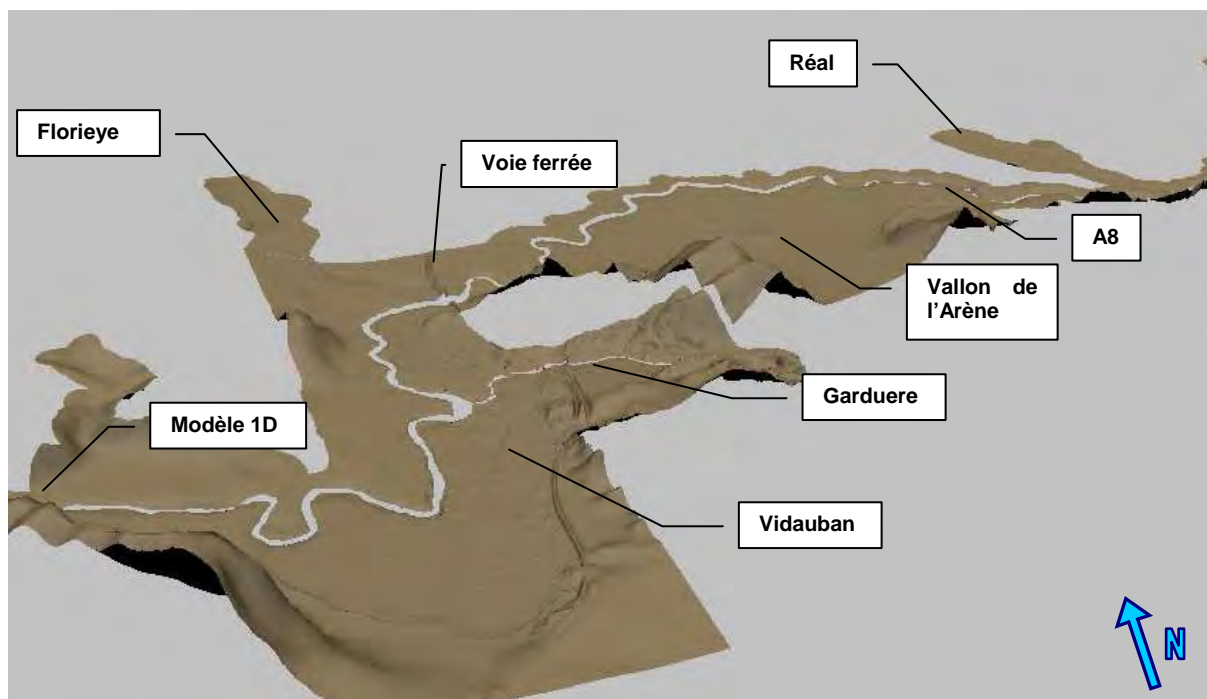 Réal
Florieye
Voie ferrée
A8
Vallon de
l'Arène
Garduere
Modèle 1D
Vidauban
N